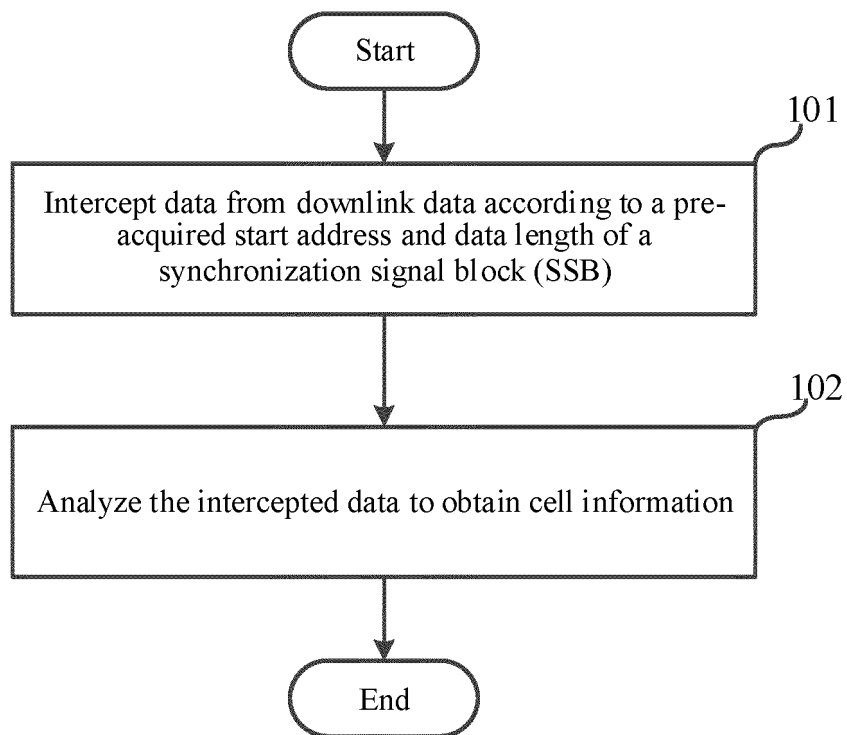 Start
101
Intercept data from downlink data according to a pre-
acquired start address and data length of a
synchronization signal block (SSB)
102
Analyze the intercepted data to obtain cell information
End